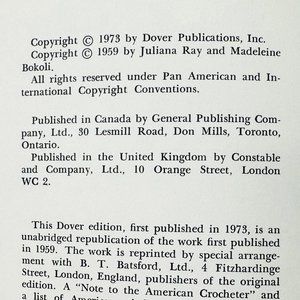 Copyright © 1973 by Dover Publications, Inc.
Copyright © 1959 by Juliana Ray and Madeleine
Bokoli.
All rights reserved under Pan American and In-
ternational Copyright Conventions.
Published in Canada by General Publishing Com-
pany, Ltd., 30 Lesmill Road, Don Mills, Toronto,
Ontario.
Published in the United Kingdom by Constable
and Company, Ltd., 10 Orange Street, London
WC 2.
This Dover edition, first published in 1973, is an
unabridged republication of the work first published
in 1959. The work is reprinted by special arrange-
ment with B. T. Batsford, Ltd., 4 Fitzhardinge
Street, London, England, publishers of the original
edition. A "Note to the American Crocheter" and
a list of